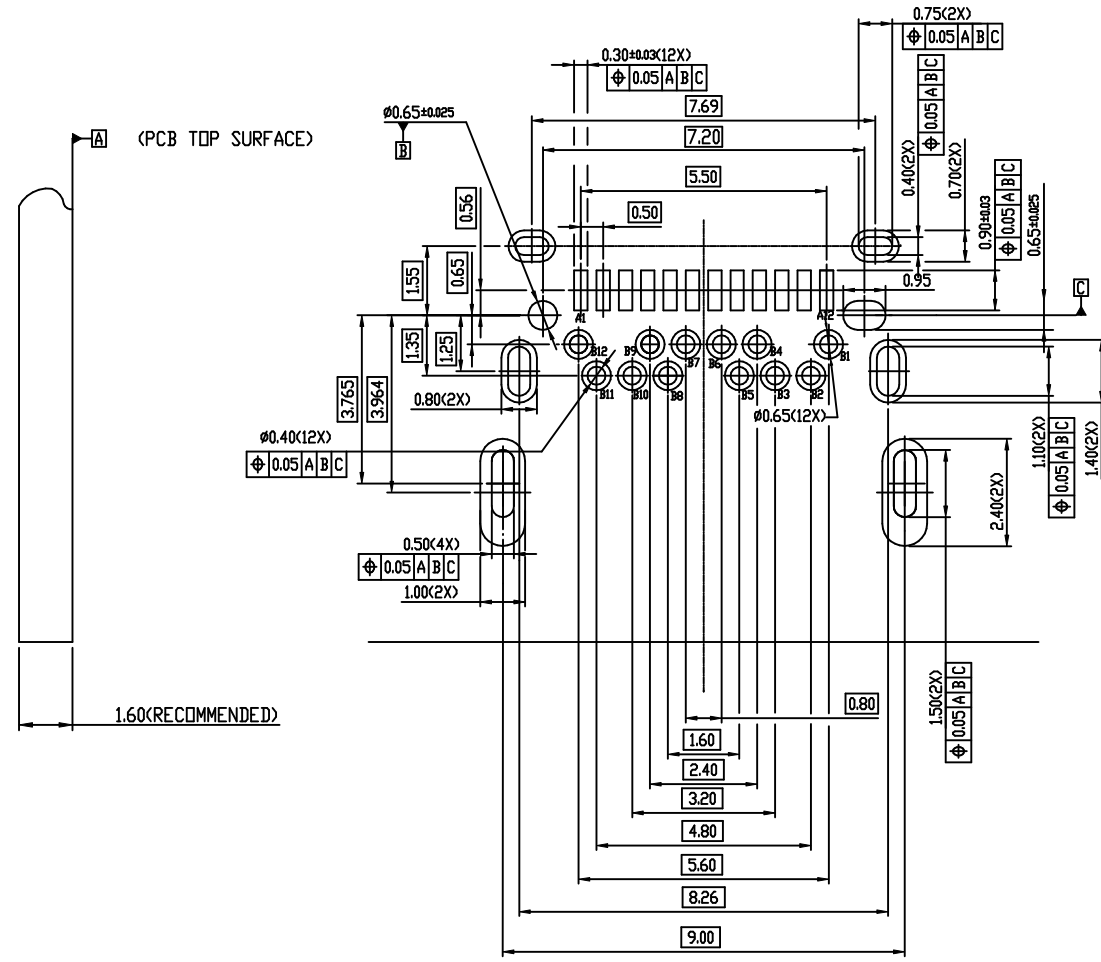 0.75(2X)
⌖ 0.05 A B C
0.30±0.03(12X)
⌖ 0.05 A B C
⌖ 0.05 A B C
7.69
ø0.65±0.025
B
A (PCB TOP SURFACE)
7.20
0.40(2X)
0.70(2X)
⌖ 0.05 A B C
0.90±0.03
0.65±0.025
5.50
0.56
0.50
1.55
0.65
0.95
C
A1
A12
1.35
1.25
B12
B9
B7
B6
B4
B1
3.765
3.964
B11
B10
B8
B5
B3
B2
0.80(2X)
ø0.65(12X)
ø0.40(12X)
⌖ 0.05 A B C
1.10(2X)
⌖ 0.05 A B C
1.40(2X)
2.40(2X)
0.50(4X)
⌖ 0.05 A B C
1.00(2X)
1.50(2X)
⌖ 0.05 A B C
1.60(RECOMMENDED)
0.80
1.60
2.40
3.20
4.80
5.60
8.26
9.00